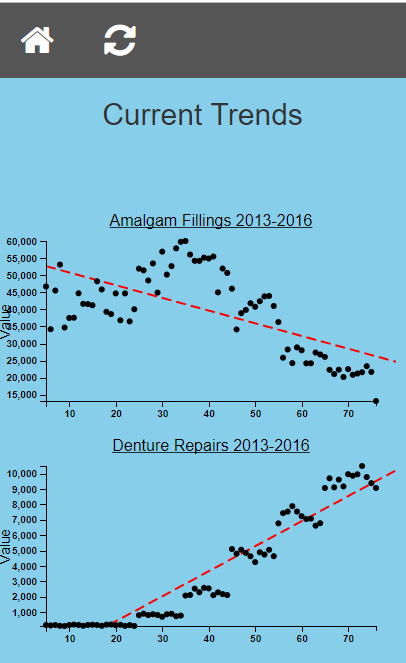 Current Trends
Amalgam Fillings 2013-2016
60,000
55,000
50,000
45,000
40,000
Value
35,000
30,000
25,000
20,000
15,000
10 20 30 40 50 60 70
Denture Repairs 2013-2016
10,000
9,000
8,000
7,000
6,000
Value
5,000
4,000
3,000
2,000
1,000
10 20 30 40 50 60 70